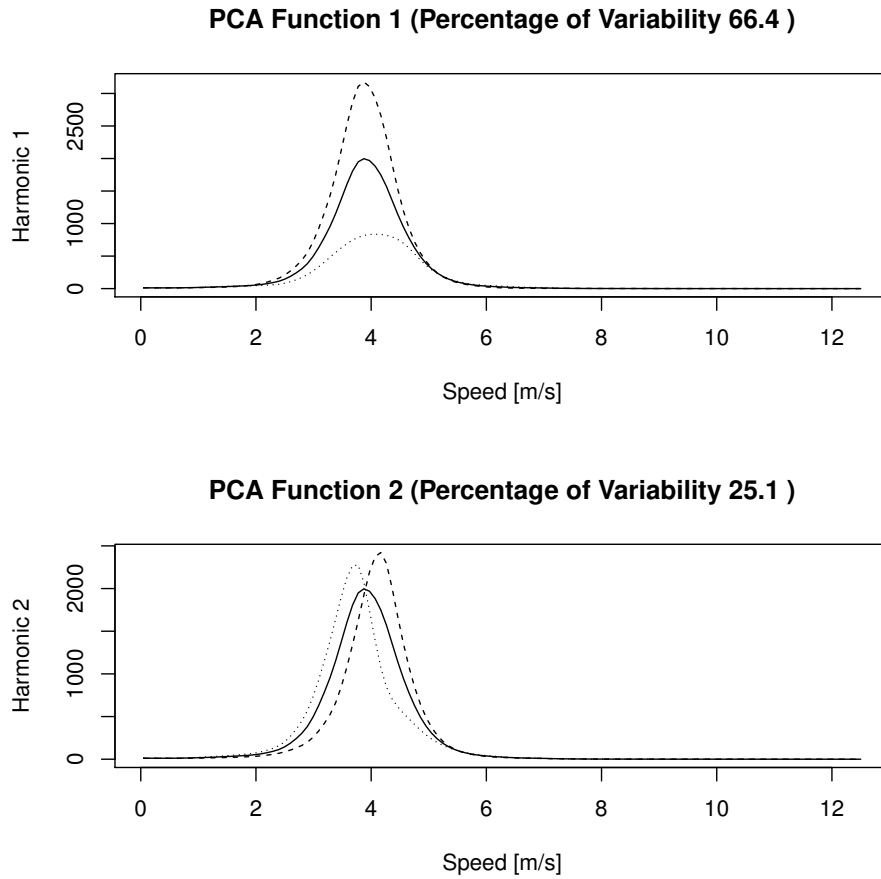 PCA Function 1 (Percentage of Variability 66.4 )
Harmonic 1
2500
1000
0
0 2 4 6 8 10 12
Speed [m/s]
PCA Function 2 (Percentage of Variability 25.1 )
Harmonic 2
2000
1000
0
0 2 4 6 8 10 12
Speed [m/s]